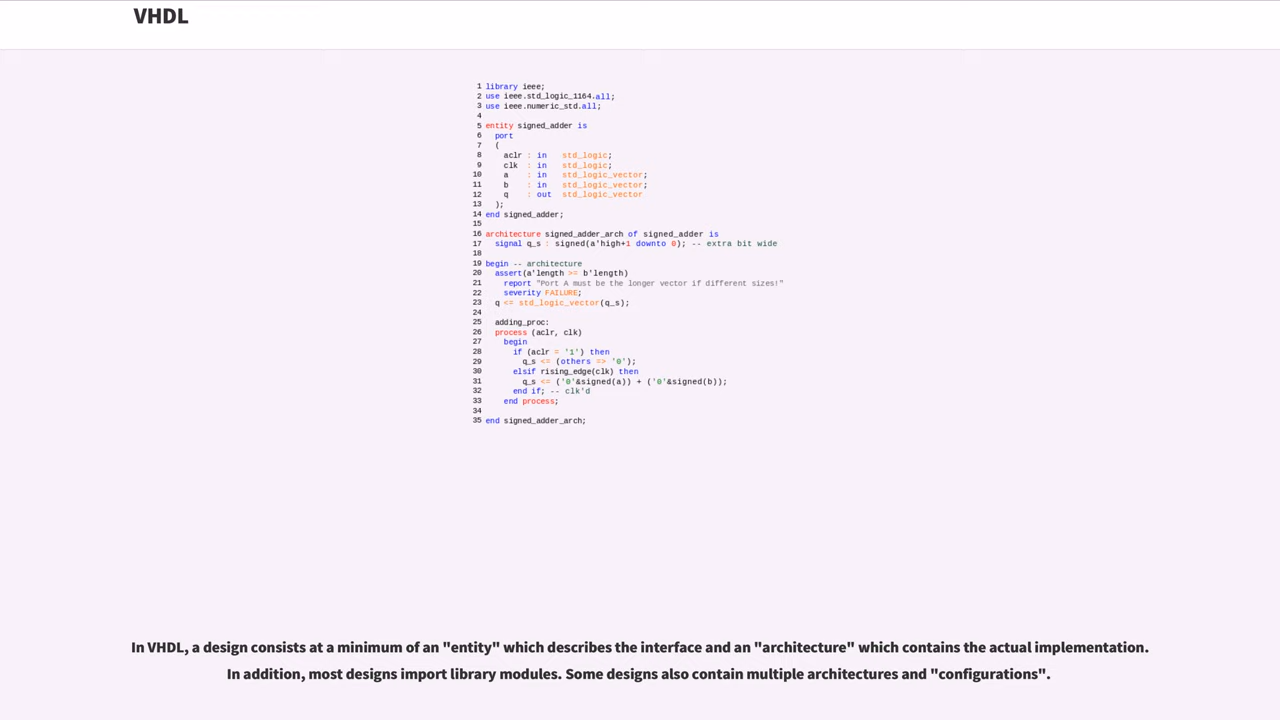 VHDL
1 library ieee;
2 use ieee.std_logic_1164.all;
3 use ieee.numeric_std.all;
4
5 entity signed_adder is
6   port
7   (
8     aclr : in   std_logic;
9     clk  : in   std_logic;
10     a    : in   std_logic_vector;
11     b    : in   std_logic_vector;
12     q    : out  std_logic_vector
13   );
14 end signed_adder;
15
16 architecture signed_adder_arch of signed_adder is
17   signal q_s : signed(a'high+1 downto 0); -- extra bit wide
18
19 begin -- architecture
20   assert(a'length >= b'length)
21     report "Port A must be the longer vector if different sizes!"
22     severity FAILURE;
23   q <= std_logic_vector(q_s);
24
25   adding_proc:
26   process (aclr, clk)
27     begin
28       if (aclr = '1') then
29         q_s <= (others => '0');
30       elsif rising_edge(clk) then
31         q_s <= ('0'&signed(a)) + ('0'&signed(b));
32       end if; -- clk'd
33     end process;
34
35 end signed_adder_arch;
In VHDL, a design consists at a minimum of an "entity" which describes the interface and an "architecture" which contains the actual implementation.
In addition, most designs import library modules. Some designs also contain multiple architectures and "configurations".